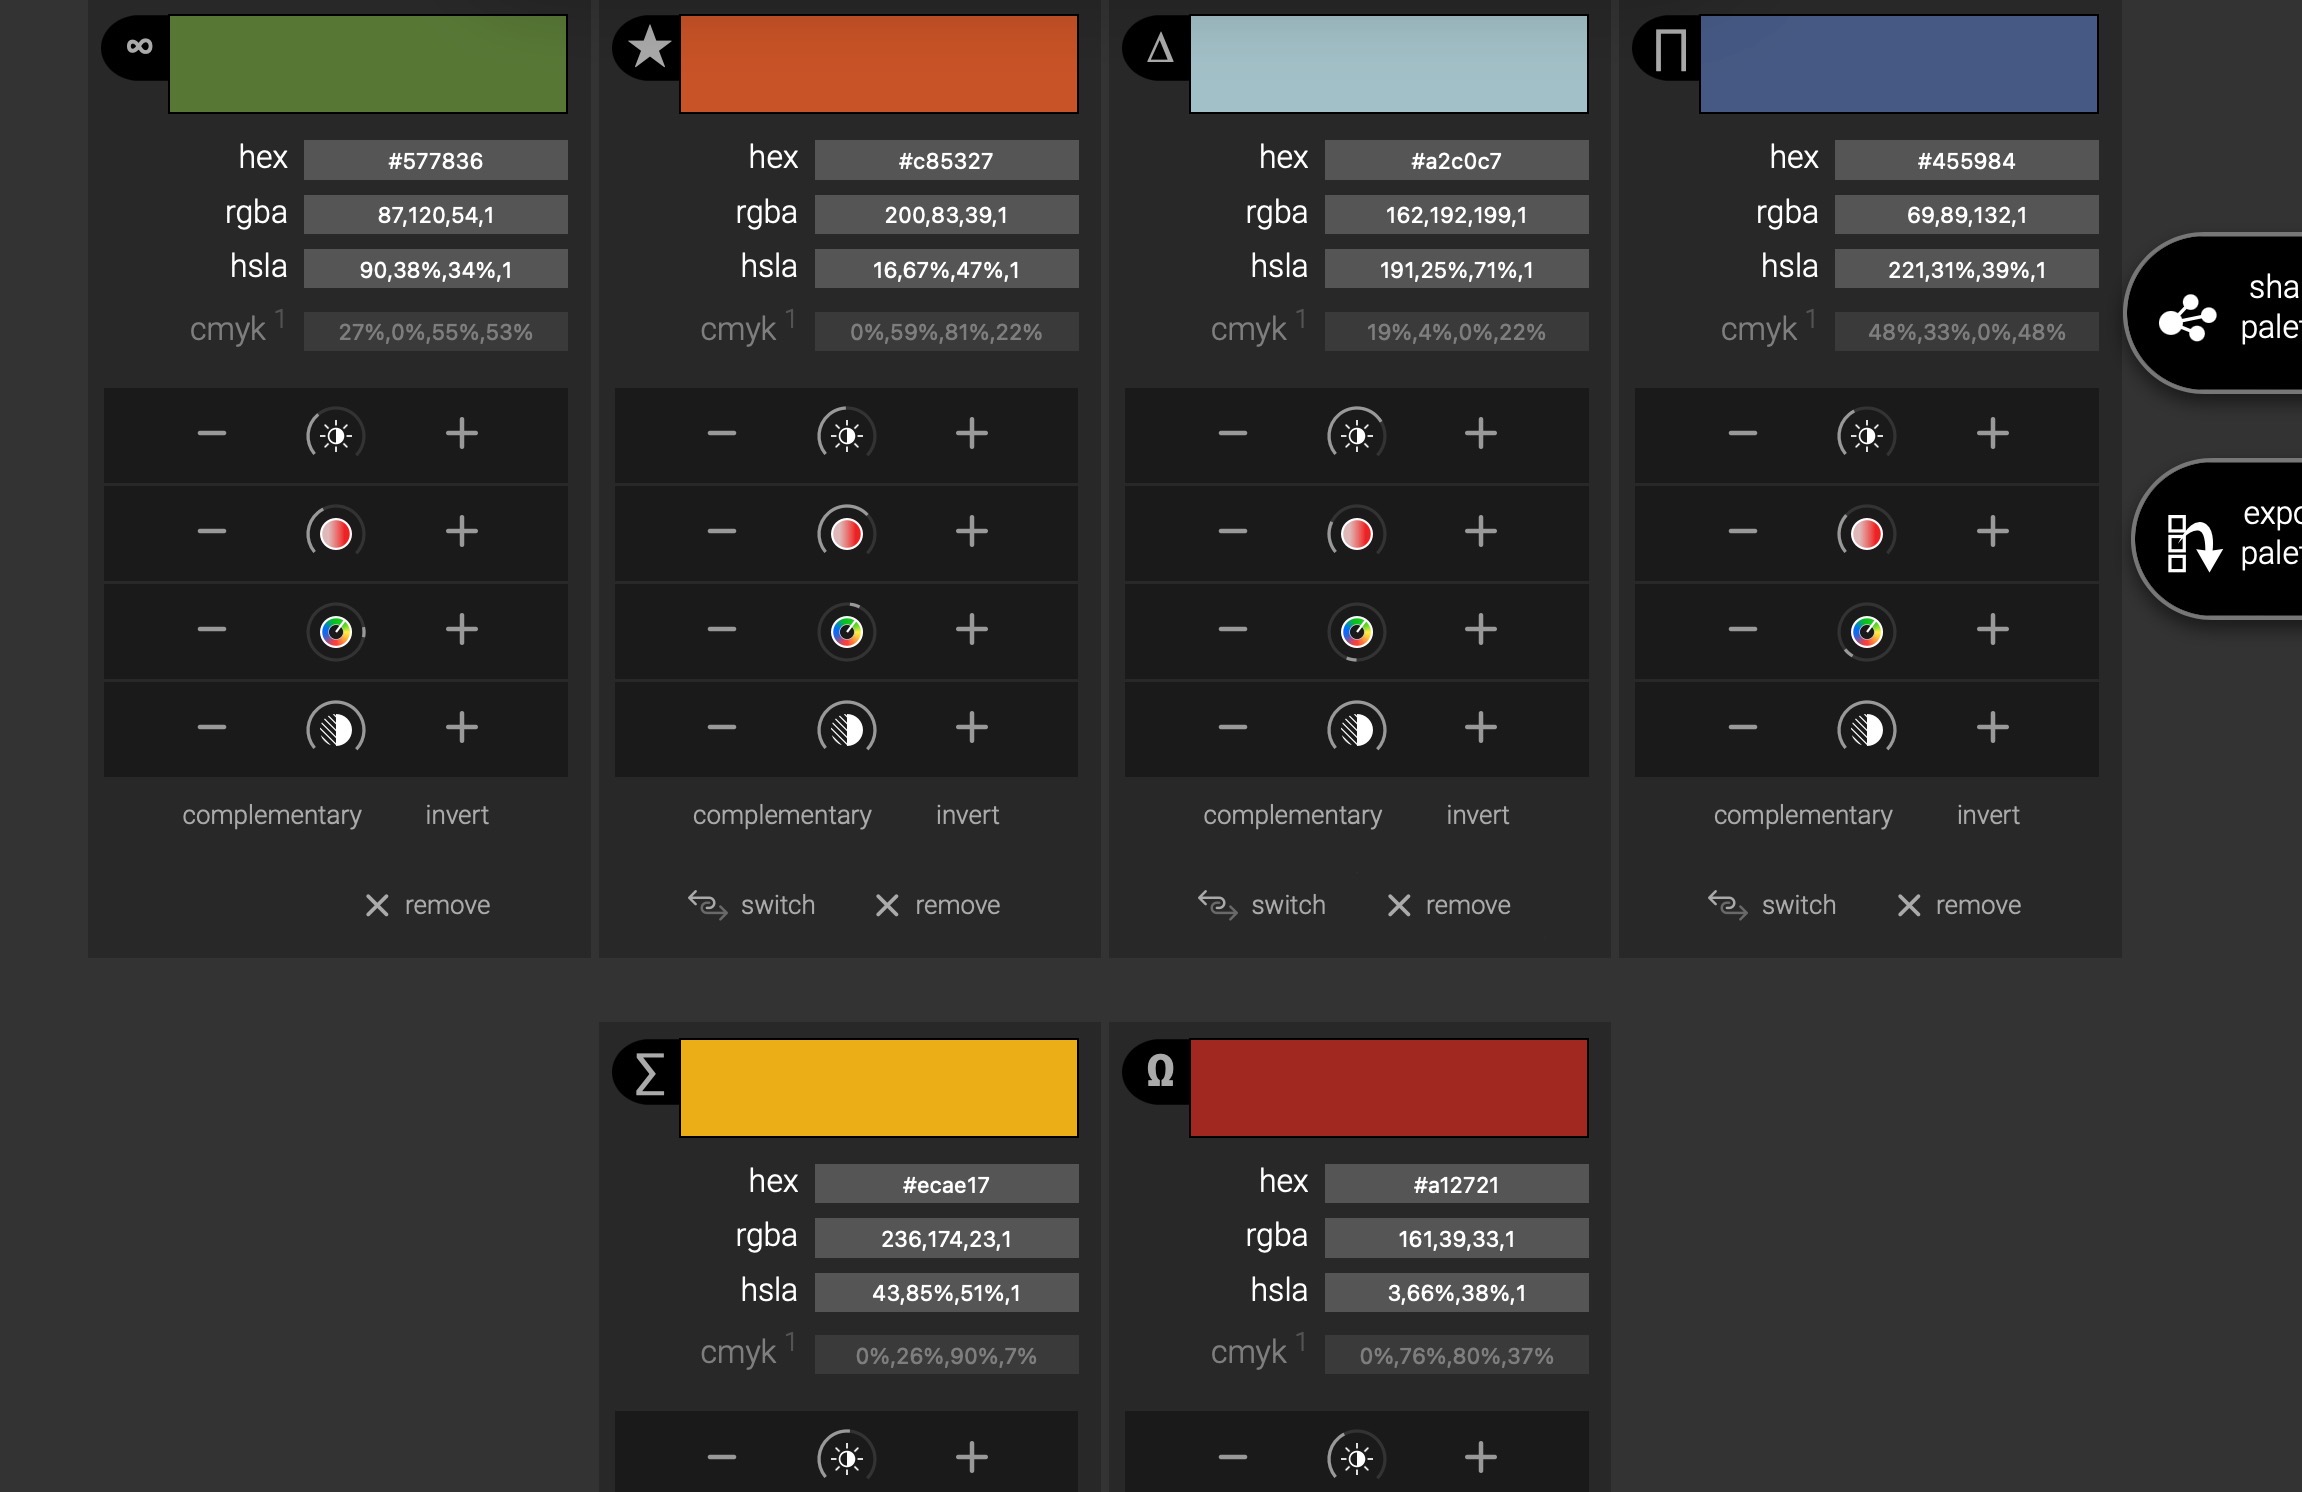 ∞ ★ Δ ∏
hex #577836 hex #c85327 hex #a2c0c7 hex #455984
rgba 87,120,54,1 rgba 200,83,39,1 rgba 162,192,199,1 rgba 69,89,132,1
hsla 90,38%,34%,1 hsla 16,67%,47%,1 hsla 191,25%,71%,1 hsla 221,31%,39%,1
cmyk 1 27%,0%,55%,53% cmyk 1 0%,59%,81%,22% cmyk 1 19%,4%,0%,22% cmyk 1 48%,33%,0%,48%
sha
palet
expo
palet
− + − + − + − +
− + − + − + − +
− + − + − + − +
− + − + − + − +
complementary invert complementary invert complementary invert complementary invert
✕ remove switch ✕ remove switch ✕ remove switch ✕ remove
∑ Ω
hex #ecae17 hex #a12721
rgba 236,174,23,1 rgba 161,39,33,1
hsla 43,85%,51%,1 hsla 3,66%,38%,1
cmyk 1 0%,26%,90%,7% cmyk 1 0%,76%,80%,37%
− + − +